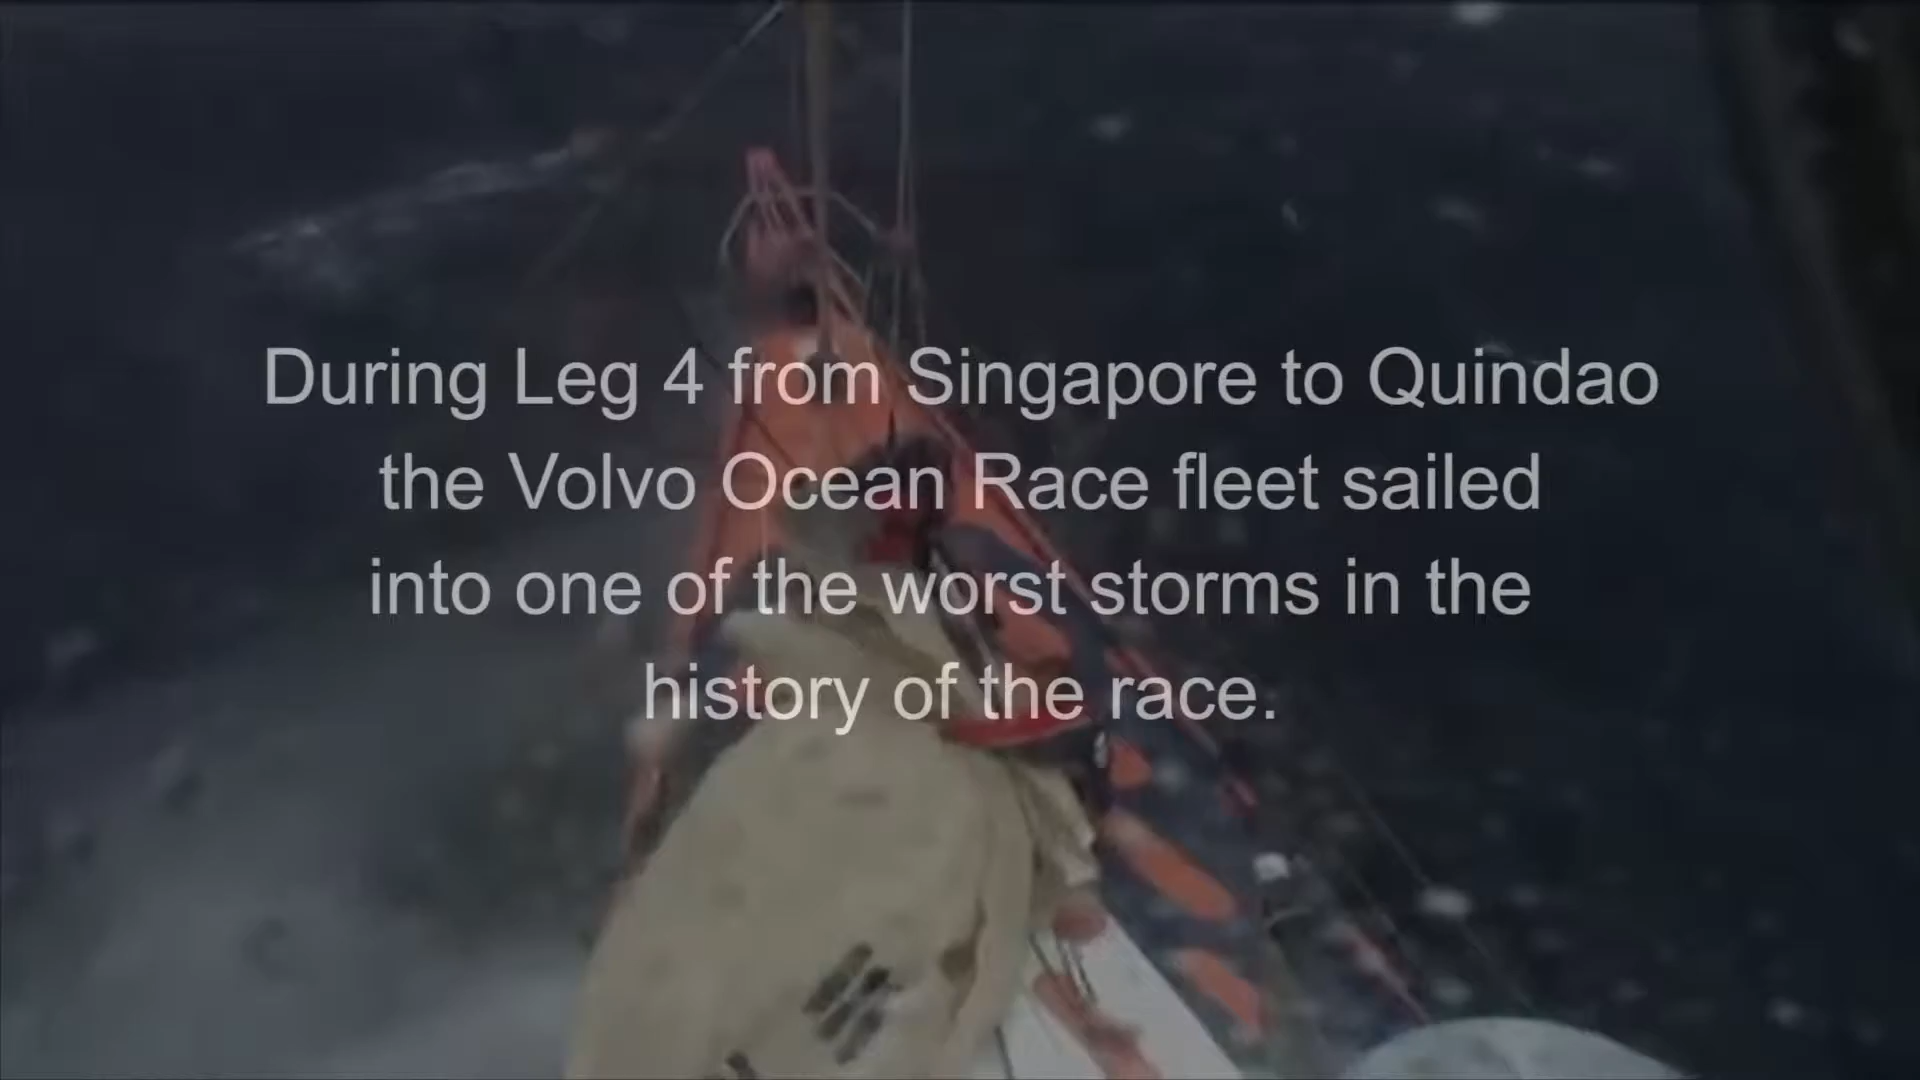 During Leg 4 from Singapore to Quindao
the Volvo Ocean Race fleet sailed
into one of the worst storms in the
history of the race.